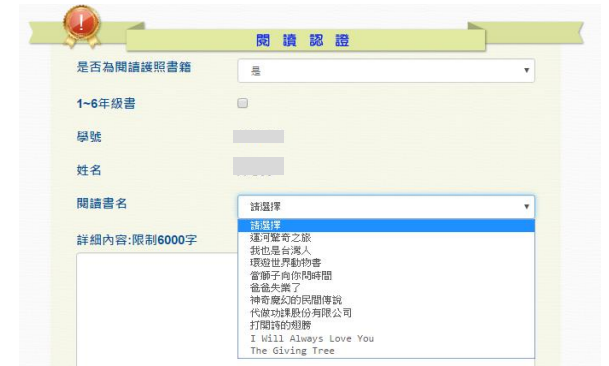 閱讀認證
是否為閱讀護照書籍
是
1~6年級書
學號
姓名
閱讀書名
請選擇
請選擇
運河驚奇之旅
我也是台灣人
環遊世界動物書
當獅子向你問時間
爸爸失業了
神奇魔幻的民間傳說
代做功課股份有限公司
打開詩的翅膀
I Will Always Love You
The Giving Tree
詳細內容:限制6000字